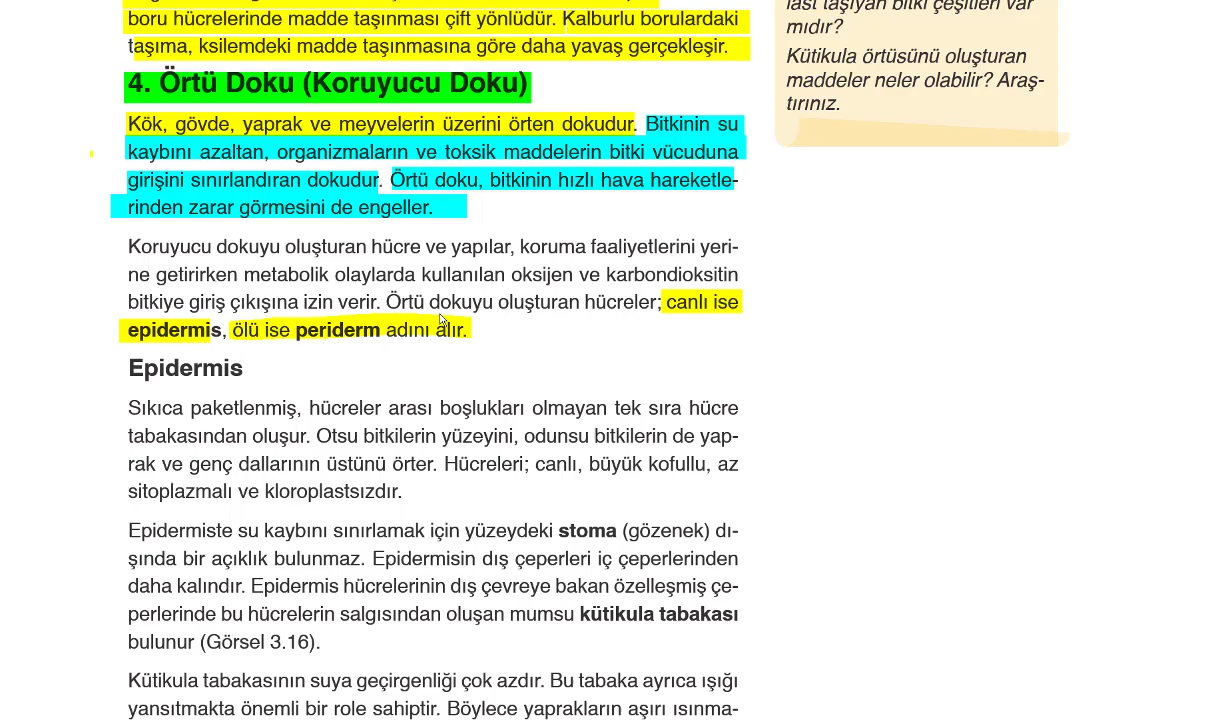 boru hücrelerinde madde taşınması çift yönlüdür. Kalburlu borulardaki
taşıma, ksilemdeki madde taşınmasına göre daha yavaş gerçekleşir.
4. Örtü Doku (Koruyucu Doku)
Kök, gövde, yaprak ve meyvelerin üzerini örten dokudur. Bitkinin su
kaybını azaltan, organizmaların ve toksik maddelerin bitki vücuduna
girişini sınırlandıran dokudur. Örtü doku, bitkinin hızlı hava hareketle-
rinden zarar görmesini de engeller.
Koruyucu dokuyu oluşturan hücre ve yapılar, koruma faaliyetlerini yeri-
ne getirirken metabolik olaylarda kullanılan oksijen ve karbondioksitin
bitkiye giriş çıkışına izin verir. Örtü dokuyu oluşturan hücreler; canlı ise
epidermis, ölü ise periderm adını alır.
Epidermis
Sıkıca paketlenmiş, hücreler arası boşlukları olmayan tek sıra hücre
tabakasından oluşur. Otsu bitkilerin yüzeyini, odunsu bitkilerin de yap-
rak ve genç dallarının üstünü örter. Hücreleri; canlı, büyük kofullu, az
sitoplazmalı ve kloroplastsızdır.
Epidermiste su kaybını sınırlamak için yüzeydeki stoma (gözenek) dı-
şında bir açıklık bulunmaz. Epidermisin dış çeperleri iç çeperlerinden
daha kalındır. Epidermis hücrelerinin dış çevreye bakan özelleşmiş çe-
perlerinde bu hücrelerin salgısından oluşan mumsu kütikula tabakası
bulunur (Görsel 3.16).
Kütikula tabakasının suya geçirgenliği çok azdır. Bu tabaka ayrıca ışığı
yansıtmakta önemli bir role sahiptir. Böylece yaprakların aşırı ısınma-
last taşıyan bitki çeşitleri var
mıdır?
Kütikula örtüsünü oluşturan
maddeler neler olabilir? Araş-
tırınız.